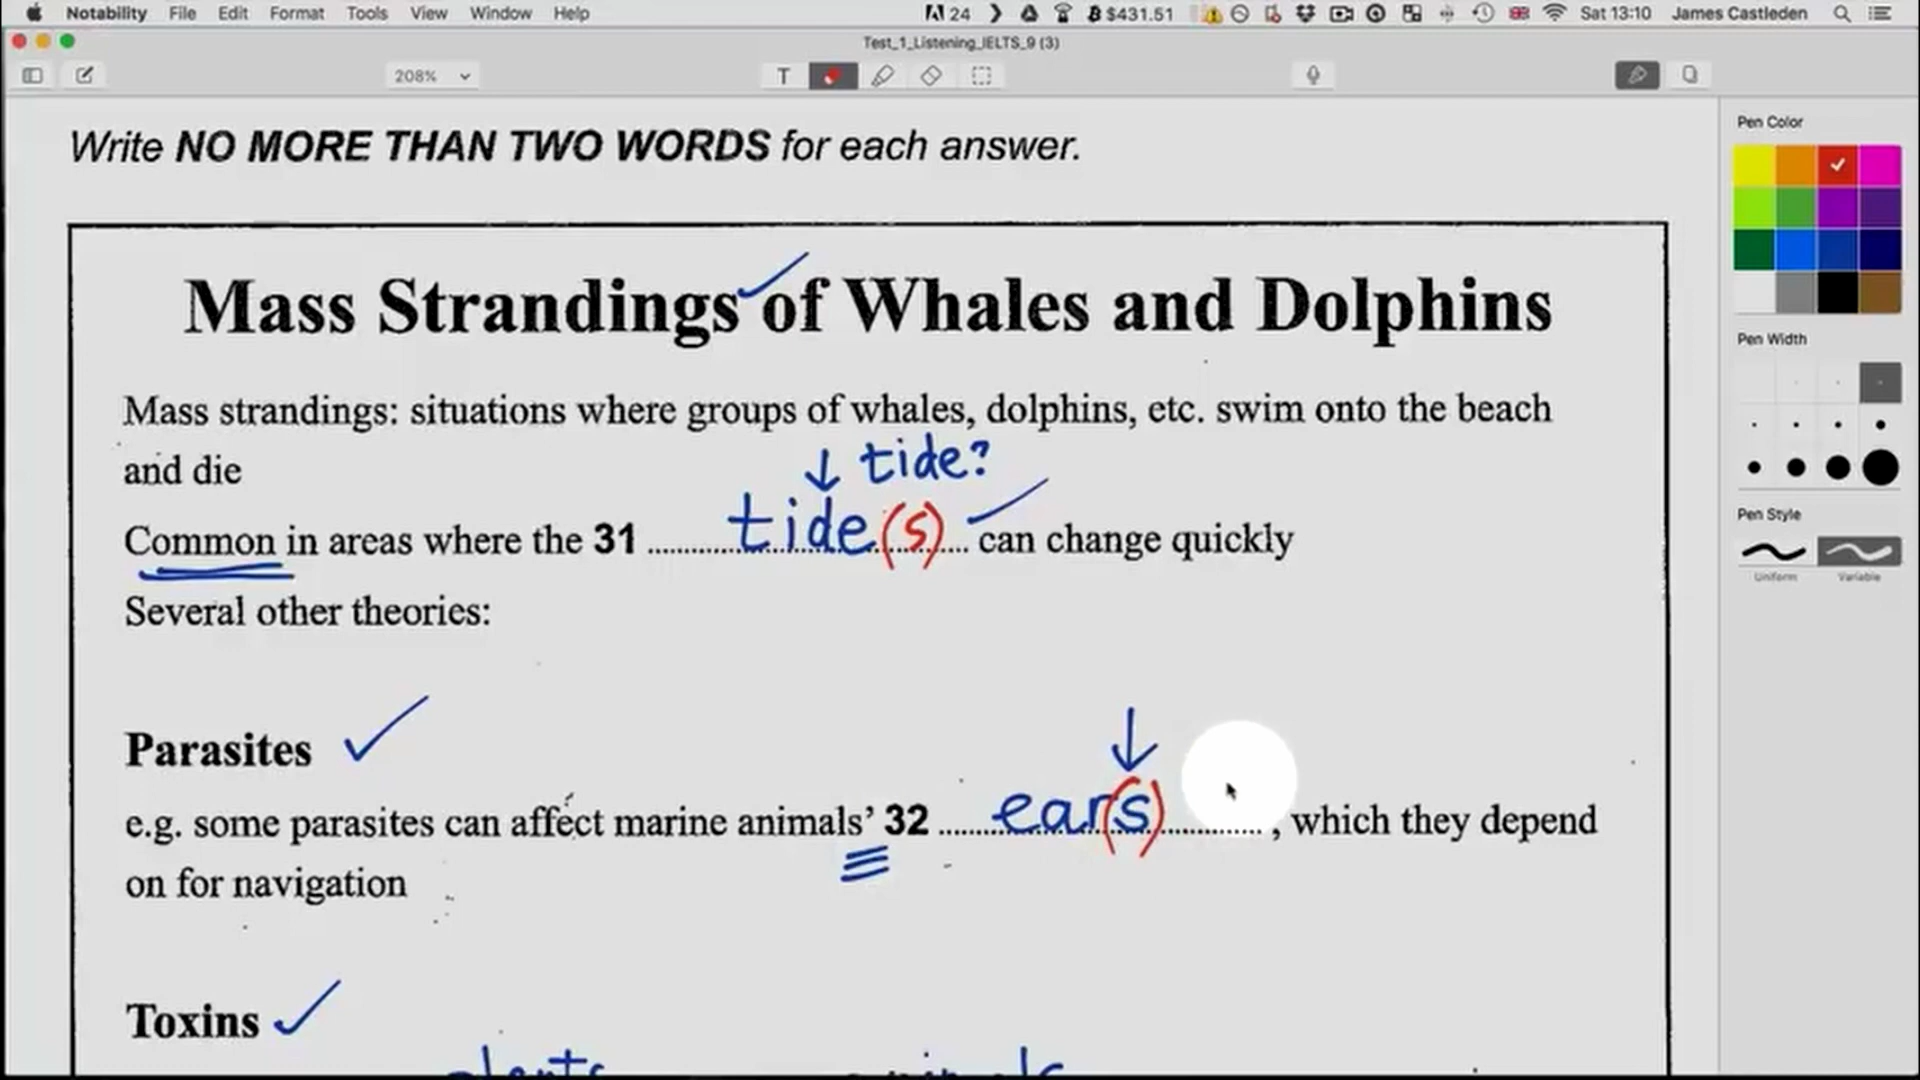 Notability File Edit Format Tools View Window Help 24 $431.51 Sat 13:10 James Castleden
Test_1_Listening_IELTS_9 (3)
208% T
Write NO MORE THAN TWO WORDS for each answer.
Mass Strandings of Whales and Dolphins
Mass strandings: situations where groups of whales, dolphins, etc. swim onto the beach
and die
↓ tide?
Common in areas where the 31 tide(s) can change quickly
Several other theories:
Parasites
e.g. some parasites can affect marine animals’ 32 ear(s) , which they depend
on for navigation
Toxins
Pen Color
Pen Width
Pen Style
Uniform Variable